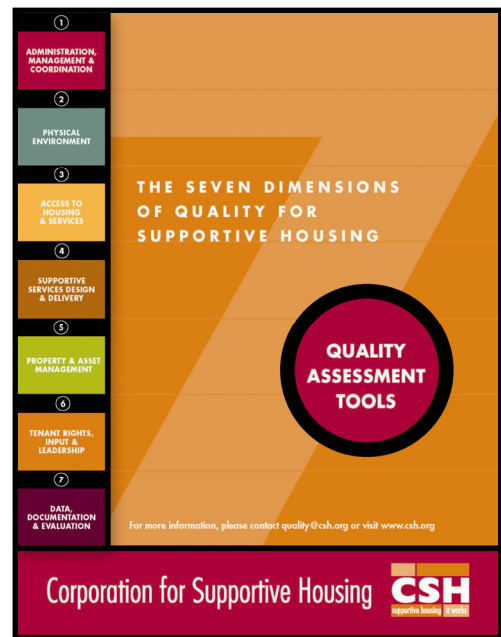 1
ADMINISTRATION,
MANAGEMENT &
COORDINATION
2
PHYSICAL
ENVIRONMENT
3
ACCESS TO
HOUSING
& SERVICES
4
SUPPORTIVE
SERVICES DESIGN
& DELIVERY
5
PROPERTY & ASSET
MANAGEMENT
6
TENANT RIGHTS,
INPUT &
LEADERSHIP
7
DATA,
DOCUMENTATION
& EVALUATION
THE SEVEN DIMENSIONS
OF QUALITY FOR
SUPPORTIVE HOUSING
QUALITY
ASSESSMENT
TOOLS
For more information, please contact quality@csh.org or visit www.csh.org
Corporation for Supportive Housing
CSH
supportive housing it works